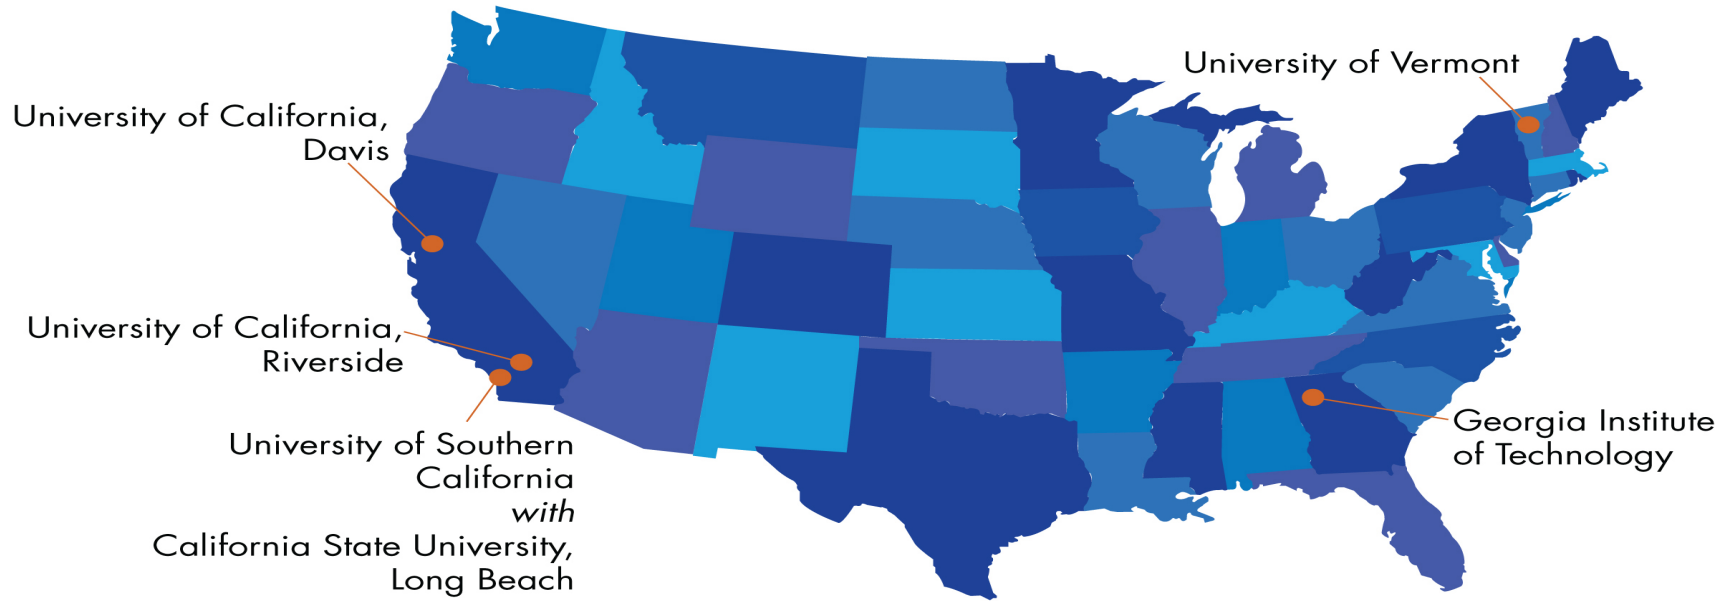 University of Vermont
University of California,
Davis
University of California,
Riverside
University of Southern
California
with
California State University,
Long Beach
Georgia Institute
of Technology